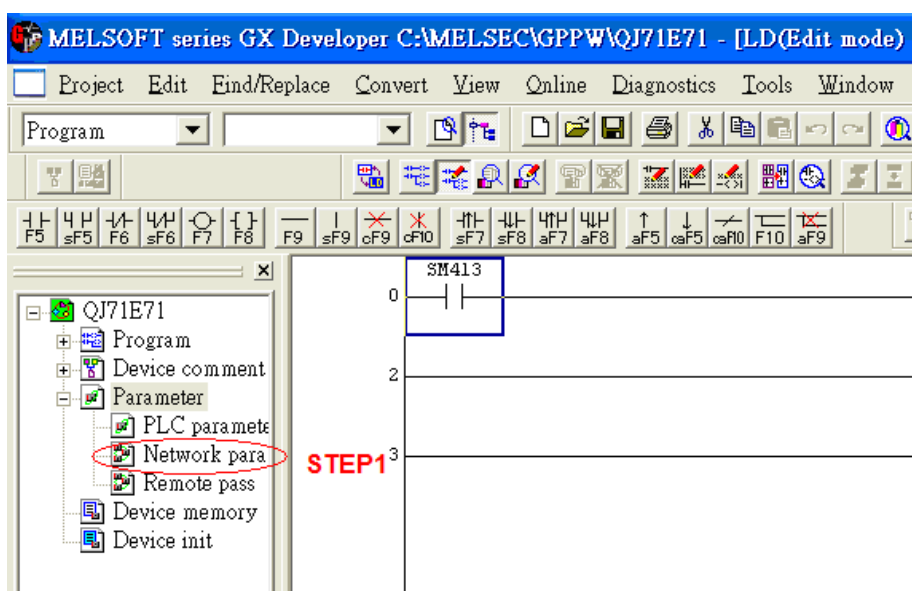 MELSOFT series GX Developer C:\MELSEC\GPPW\QJ71E71 - [LD(Edit mode)
Project Edit Find/Replace Convert View Online Diagnostics Tools Window
Program
F5 sF5 F6 sF6 F7 F8 F9 sF9 cF9 cF10 sF7 sF8 aF7 aF8 aF5 caF5 caF10 F10 aF9
SM413
0
QJ71E71
Program
Device comment
2
Parameter
PLC paramete
Network para
STEP1
3
Remote pass
Device memory
Device init